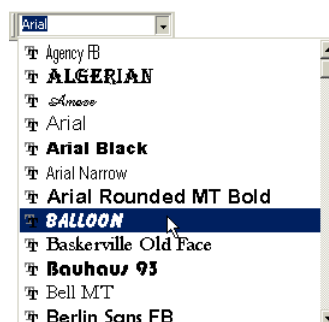 Arial
Agency FB
ALGERIAN
Amaze
Arial
Arial Black
Arial Narrow
Arial Rounded MT Bold
BALLOON
Baskerville Old Face
Bauhaus 93
Bell MT
Berlin Sans FB